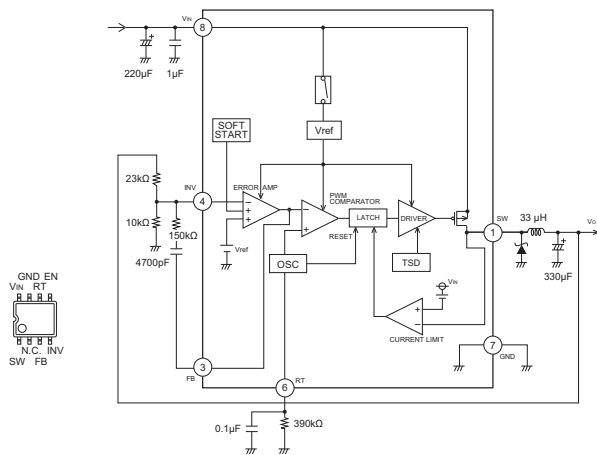 VIN
8
220µF
1µF
SOFT
START
Vref
23kΩ
INV
4
ERROR AMP
PWM
COMPARATOR
10kΩ
150kΩ
4700pF
Vref
LATCH
RESET
DRIVER
OSC
TSD
SW
1
33 µH
VO
330µF
VIN
CURRENT LIMIT
7
GND
GND EN
VIN RT
N.C. INV
SW FB
3
FB
6
RT
0.1µF
390kΩ